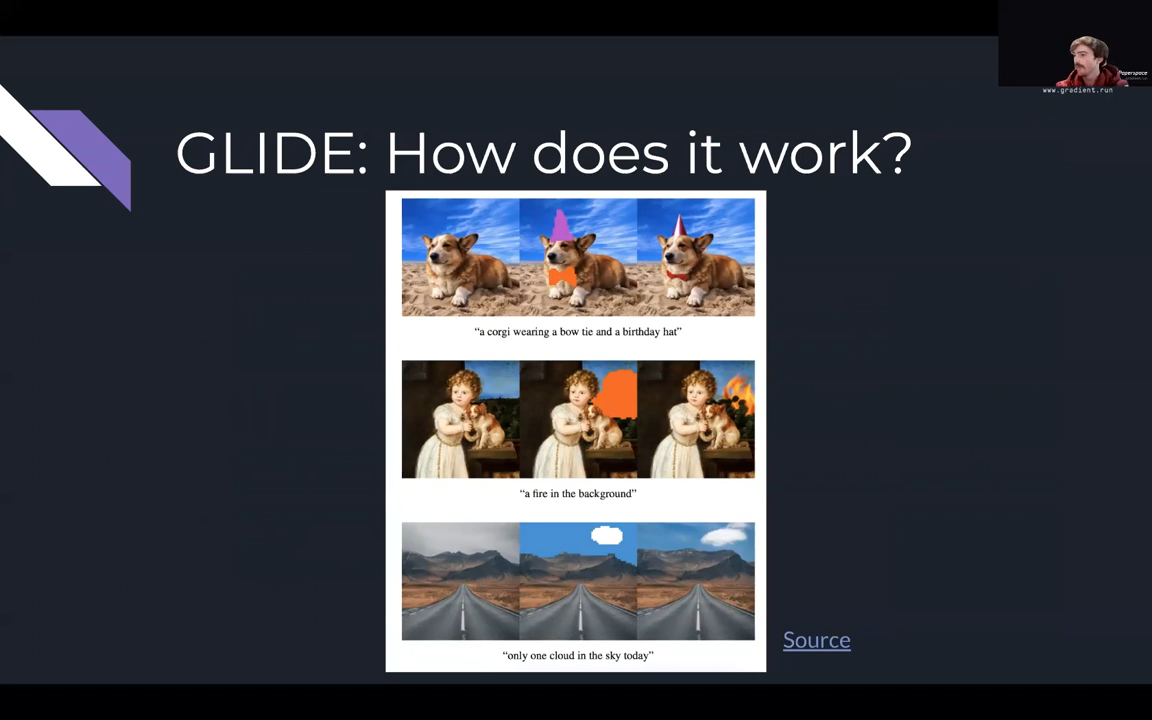 Paperspace
www.gradient.run
GLIDE: How does it work?
“a corgi wearing a bow tie and a birthday hat”
“a fire in the background”
“only one cloud in the sky today”
Source